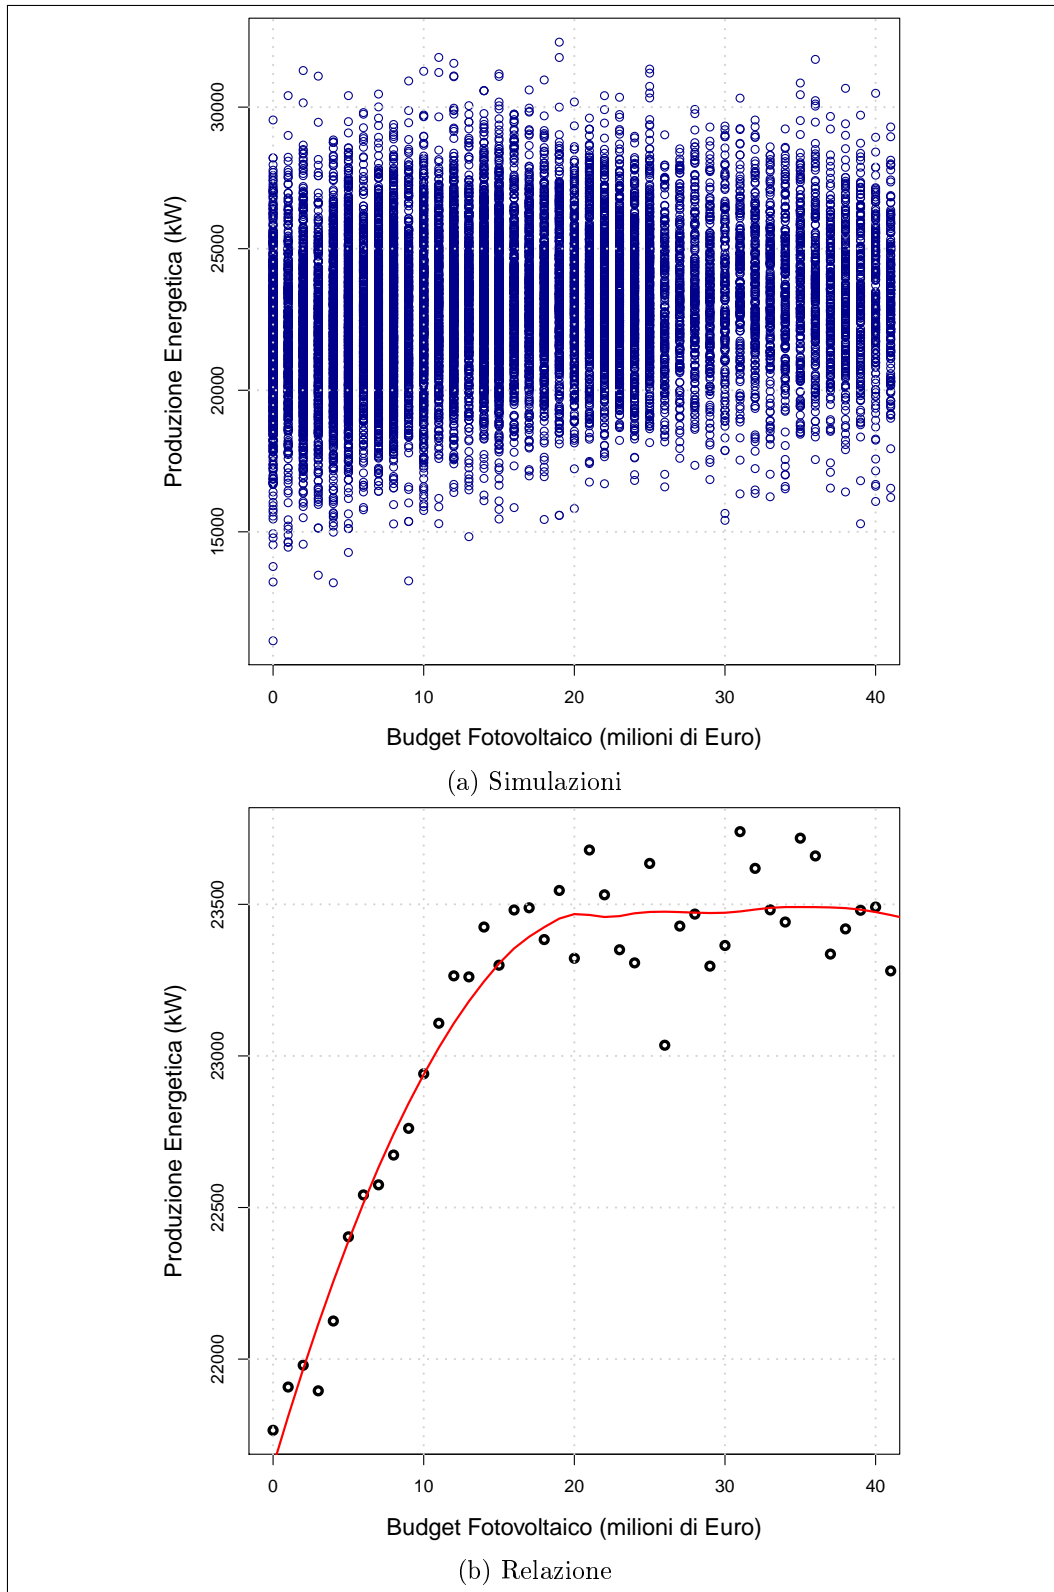 30000
25000
20000
15000
Produzione Energetica (kW)
0 10 20 30 40
Budget Fotovoltaico (milioni di Euro)
(a) Simulazioni
23500
23000
22500
22000
Produzione Energetica (kW)
0 10 20 30 40
Budget Fotovoltaico (milioni di Euro)
(b) Relazione